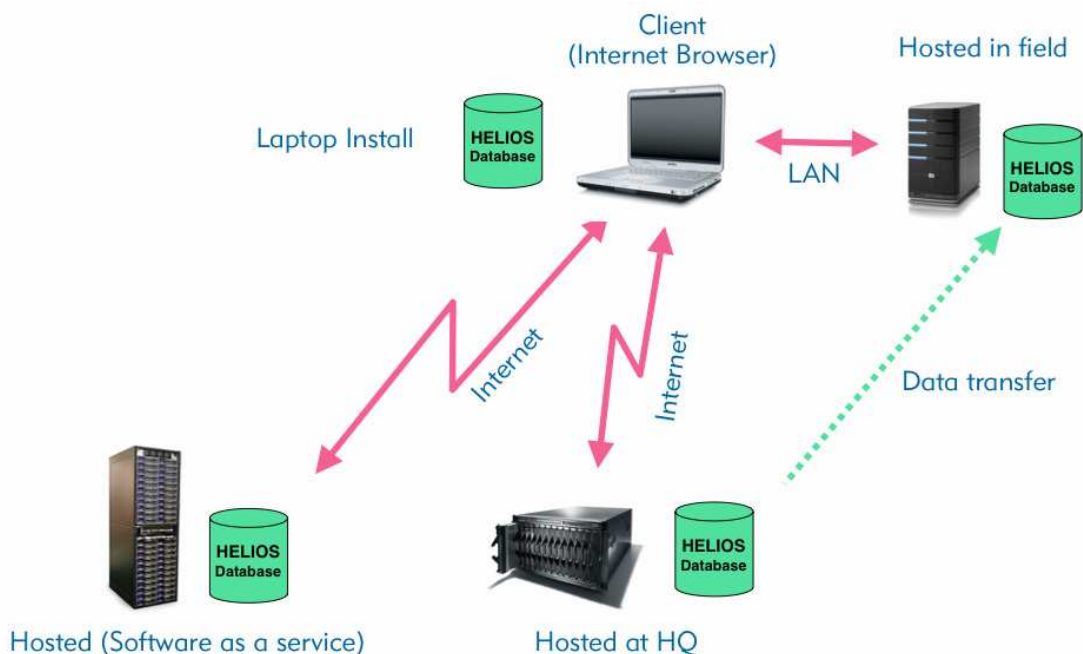 Client
(Internet Browser)
Hosted in field
Laptop Install
HELIOS
Database
LAN
HELIOS
Database
Internet
Internet
Data transfer
HELIOS
Database
HELIOS
Database
Hosted (Software as a service)
Hosted at HQ